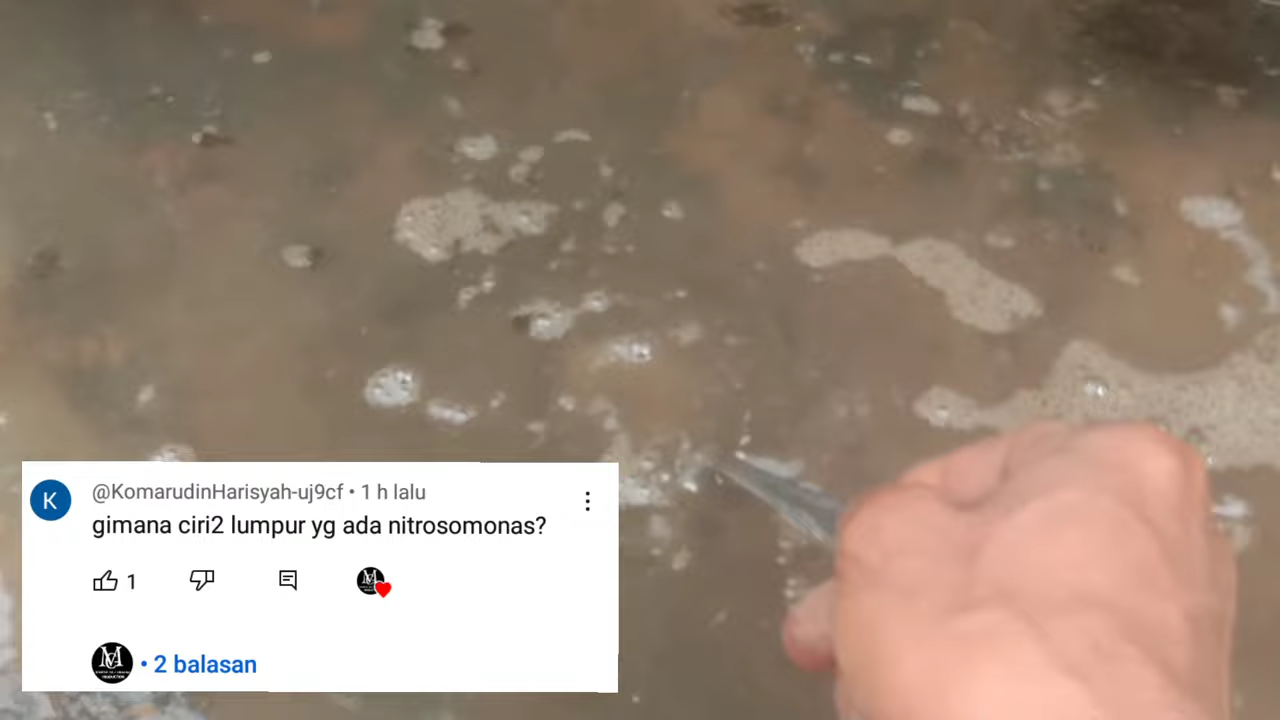 K
@KomarudinHarisyah-uj9cf • 1 h lalu
gimana ciri2 lumpur yg ada nitrosomonas?
1
• 2 balasan